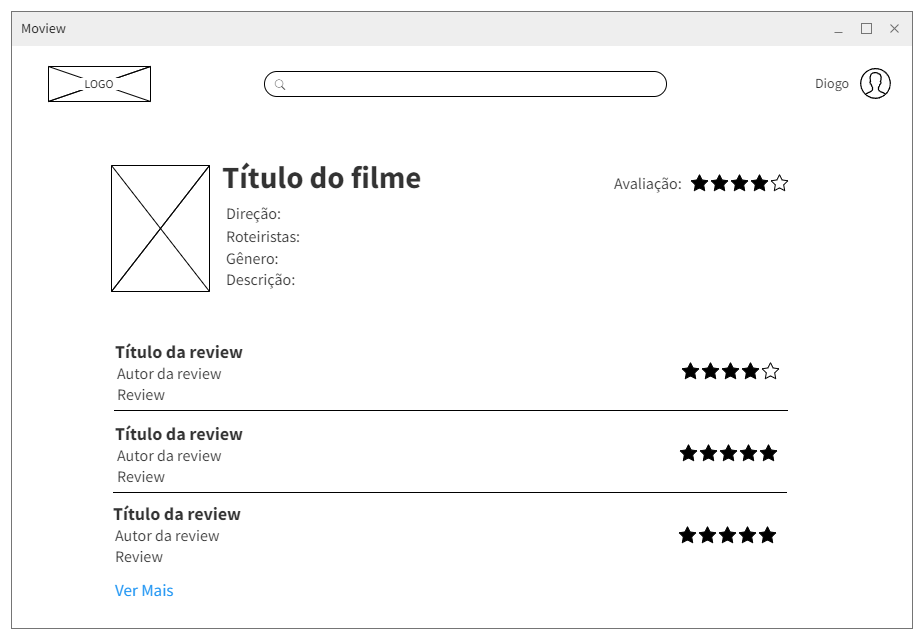 Moview
LOGO
Diogo
Título do filme
Avaliação:
Direção:
Roteiristas:
Gênero:
Descrição:
Título da review
Autor da review
Review
Título da review
Autor da review
Review
Título da review
Autor da review
Review
Ver Mais